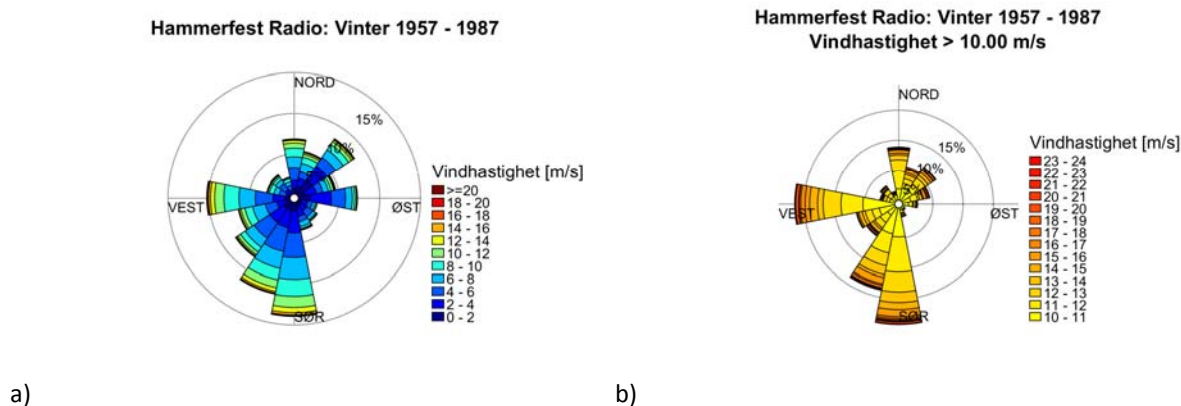 Hammerfest Radio: Vinter 1957 - 1987
NORD
15%
10%
VEST
ØST
SØR
Vindhastighet [m/s]
>=20
18 - 20
16 - 18
14 - 16
12 - 14
10 - 12
8 - 10
6 - 8
4 - 6
2 - 4
0 - 2
a)
Hammerfest Radio: Vinter 1957 - 1987
Vindhastighet > 10.00 m/s
NORD
15%
10%
VEST
ØST
SØR
Vindhastighet [m/s]
23 - 24
22 - 23
21 - 22
20 - 21
19 - 20
18 - 19
17 - 18
16 - 17
15 - 16
14 - 15
13 - 14
12 - 13
11 - 12
10 - 11
b)